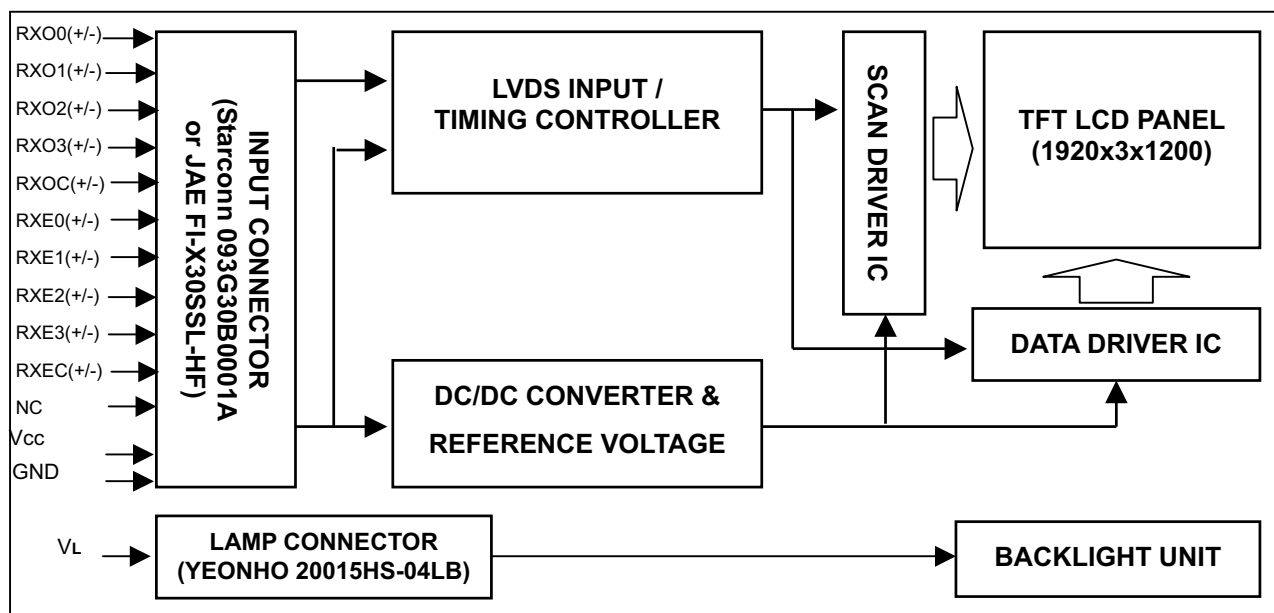 RXO0(+/-)
RXO1(+/-)
RXO2(+/-)
RXO3(+/-)
RXOC(+/-)
RXE0(+/-)
RXE1(+/-)
RXE2(+/-)
RXE3(+/-)
RXEC(+/-)
NC
Vcc
GND
VL
INPUT CONNECTOR
(Starconn 093G30B0001A
or JAE FI-X30SSL-HF)
LVDS INPUT /
TIMING CONTROLLER
DC/DC CONVERTER &
REFERENCE VOLTAGE
SCAN DRIVER IC
TFT LCD PANEL
(1920x3x1200)
DATA DRIVER IC
LAMP CONNECTOR
(YEONHO 20015HS-04LB)
BACKLIGHT UNIT